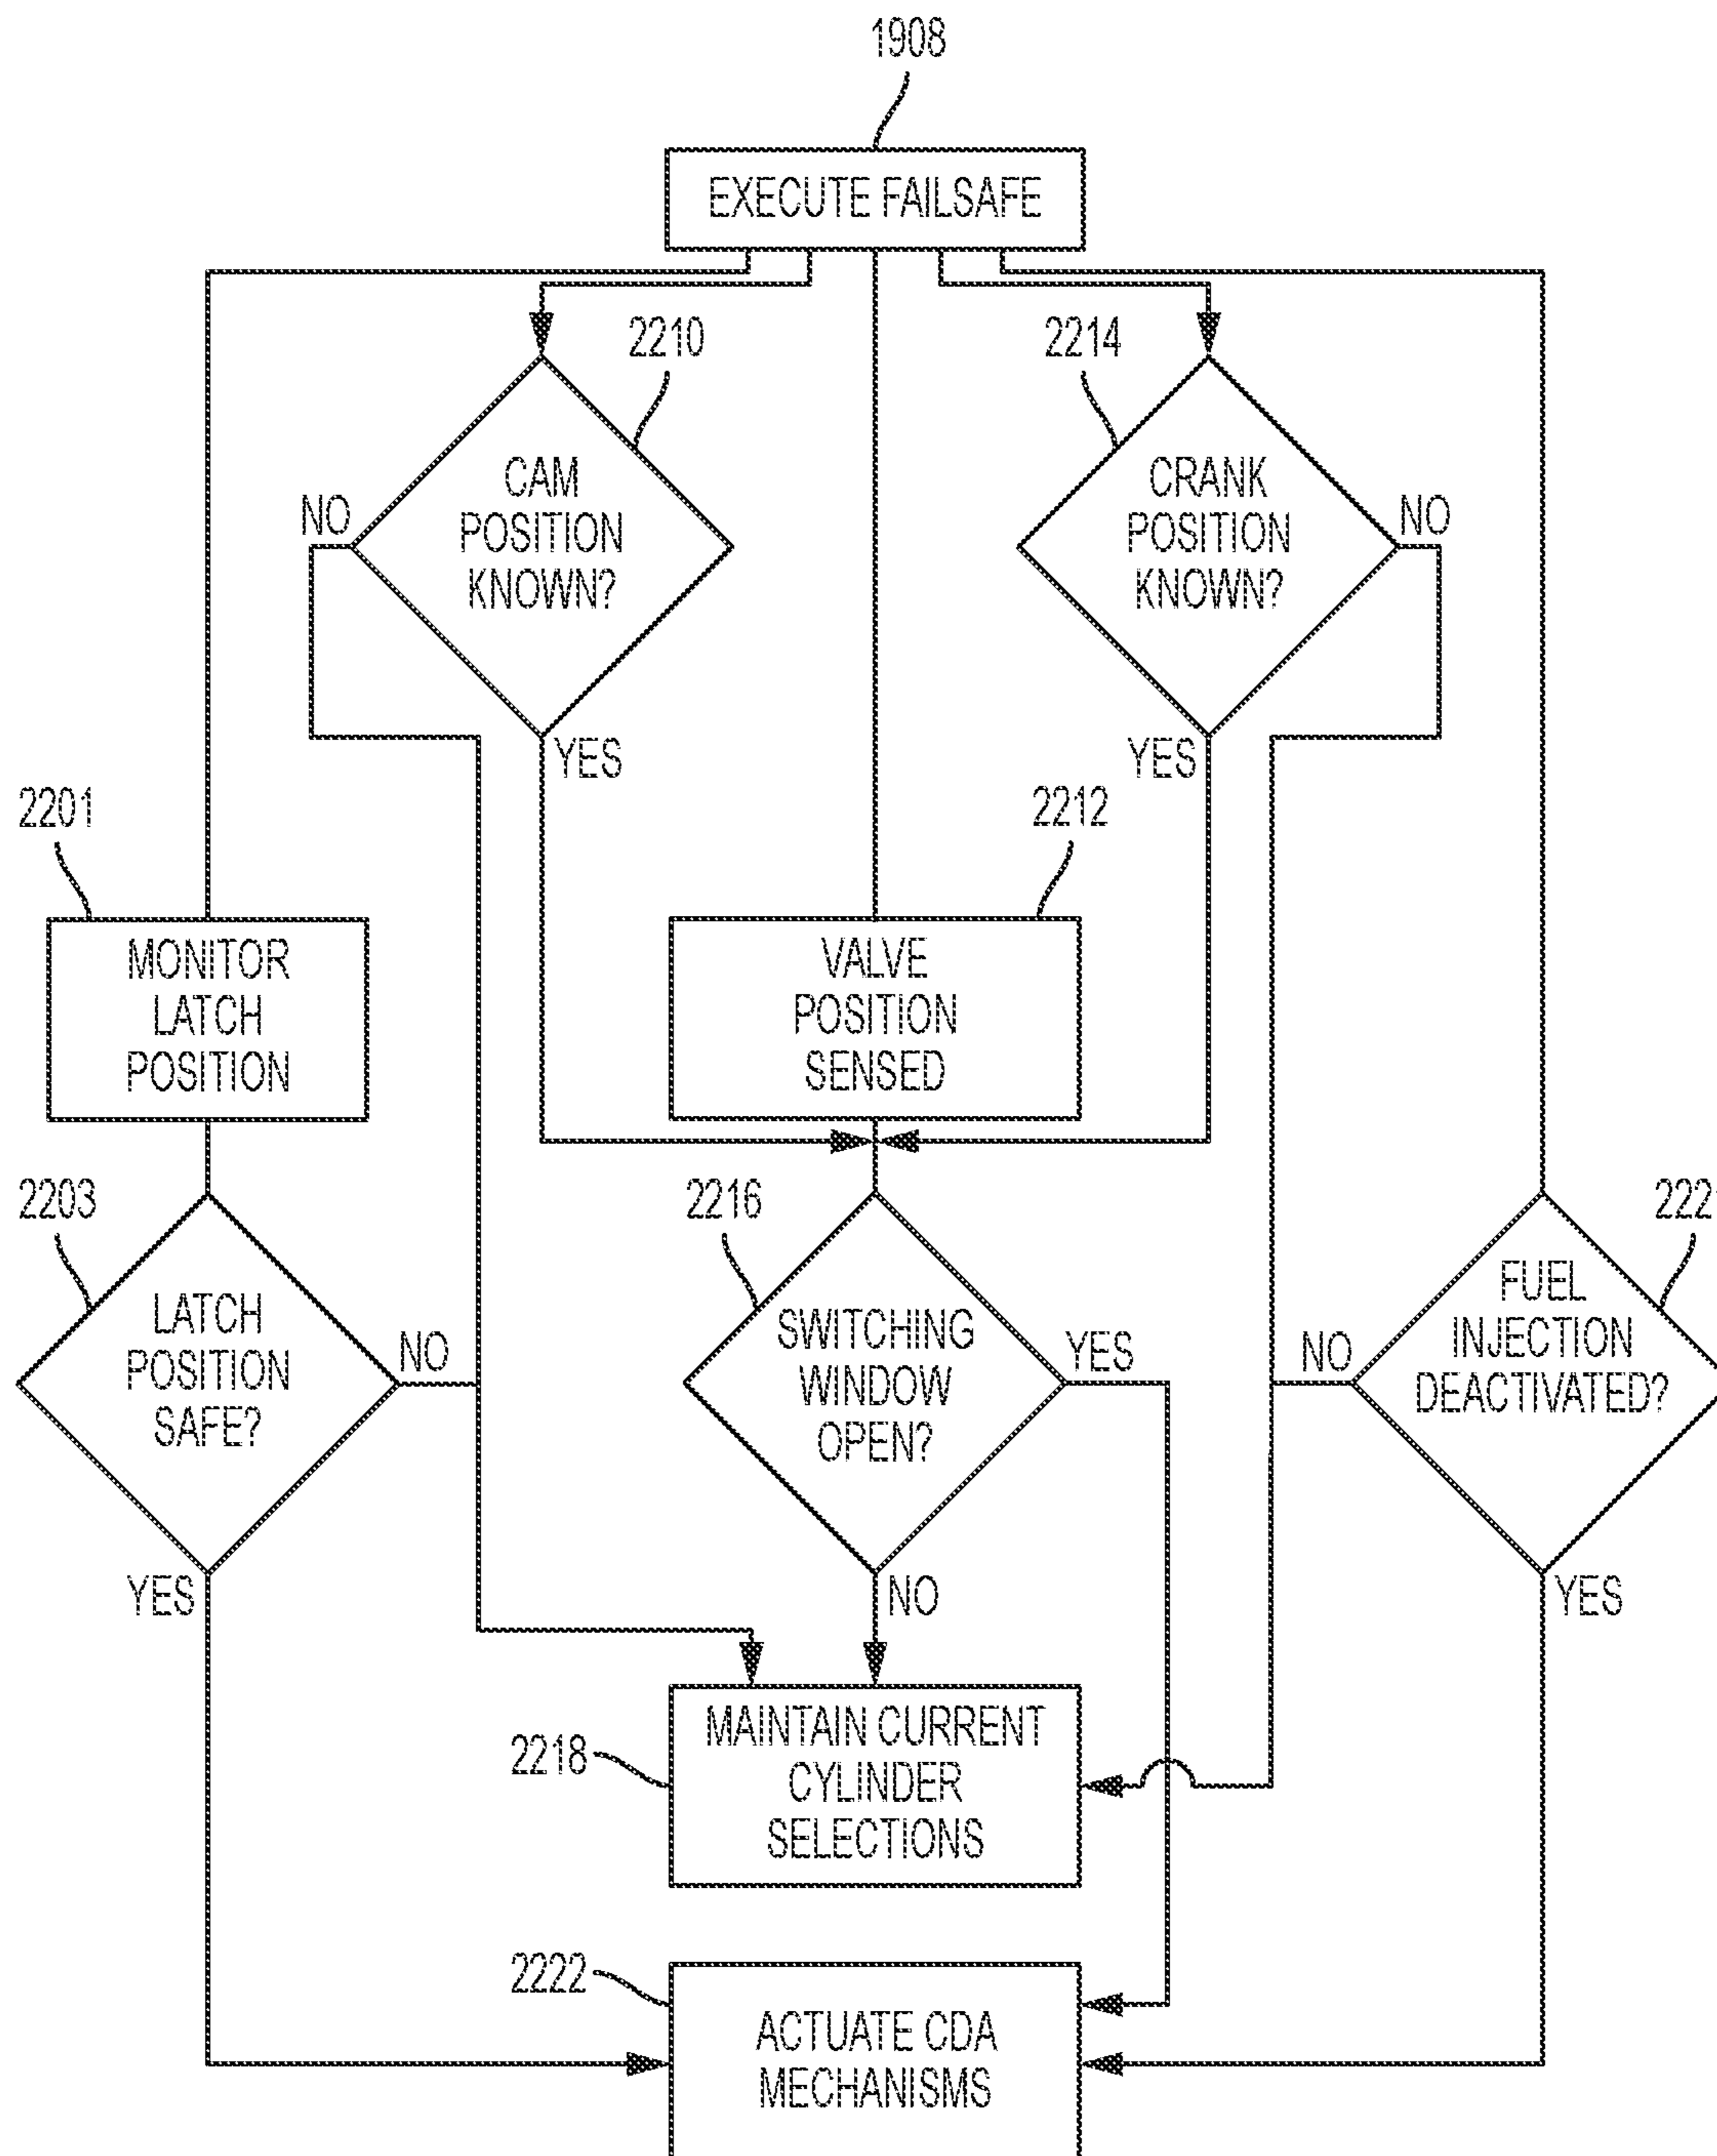 1908
EXECUTE FAILSAFE
2210
2214
CAM
POSITION
KNOWN?
NO
YES
CRANK
POSITION
KNOWN?
NO
YES
2201
MONITOR
LATCH
POSITION
2212
VALVE
POSITION
SENSED
2203
LATCH
POSITION
SAFE?
NO
YES
2216
SWITCHING
WINDOW
OPEN?
YES
NO
FUEL
INJECTION
DEACTIVATED?
NO
YES
2218
MAINTAIN CURRENT
CYLINDER
SELECTIONS
2222
ACTUATE CDA
MECHANISMS